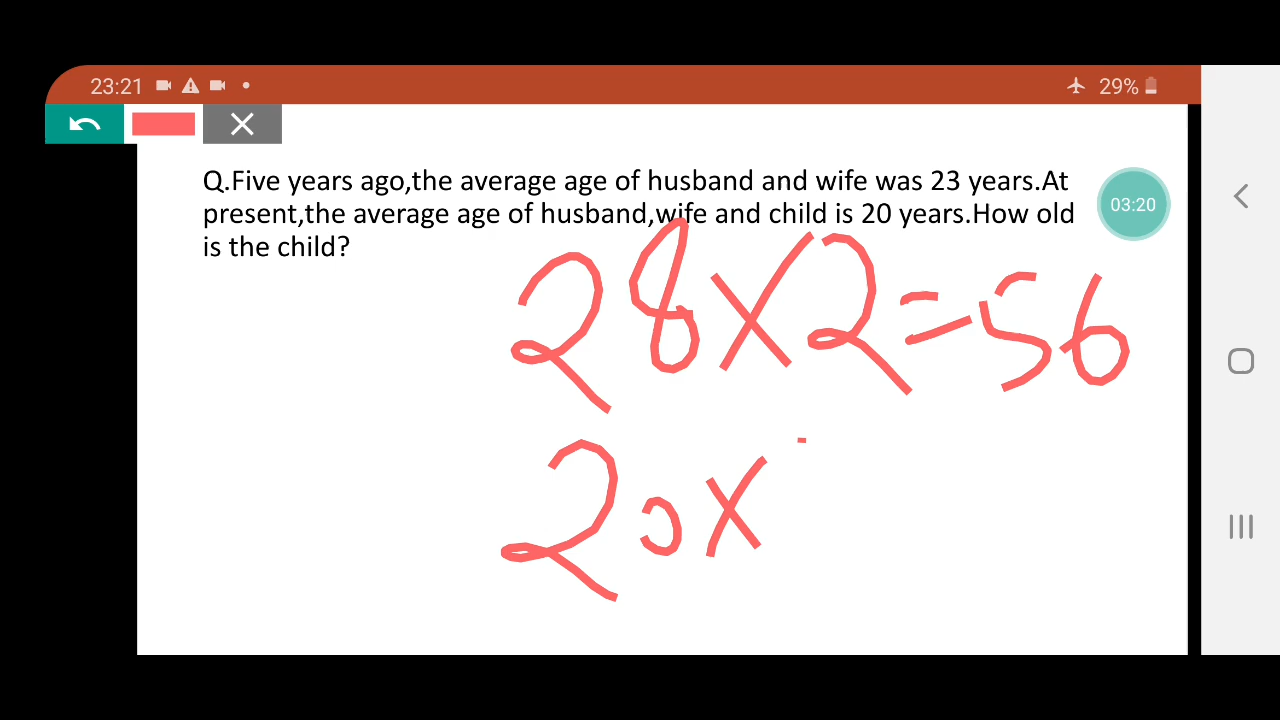 23:21 29%
Q.Five years ago,the average age of husband and wife was 23 years.At
present,the average age of husband,wife and child is 20 years.How old
is the child?
03:20
28X2=56
20X